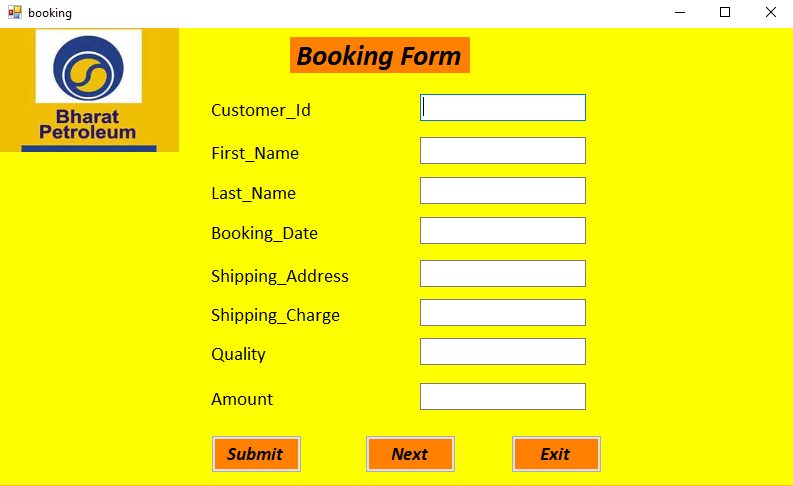 booking
Bharat
Petroleum
Booking Form
Customer_Id
First_Name
Last_Name
Booking_Date
Shipping_Address
Shipping_Charge
Quality
Amount
Submit Next Exit